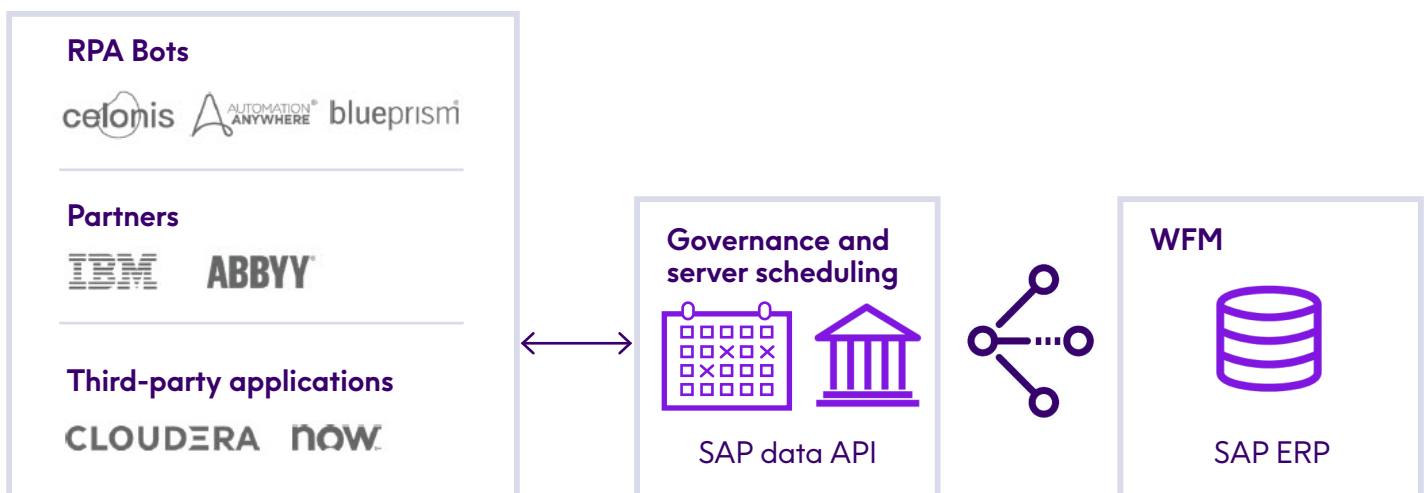 RPA Bots
celonis AUTOMATION® ANYWHERE blueprism®
Partners
IBM ABBYY®
Third-party applications
CLOUDERA now
Governance and
server scheduling
SAP data API
WFM
SAP ERP